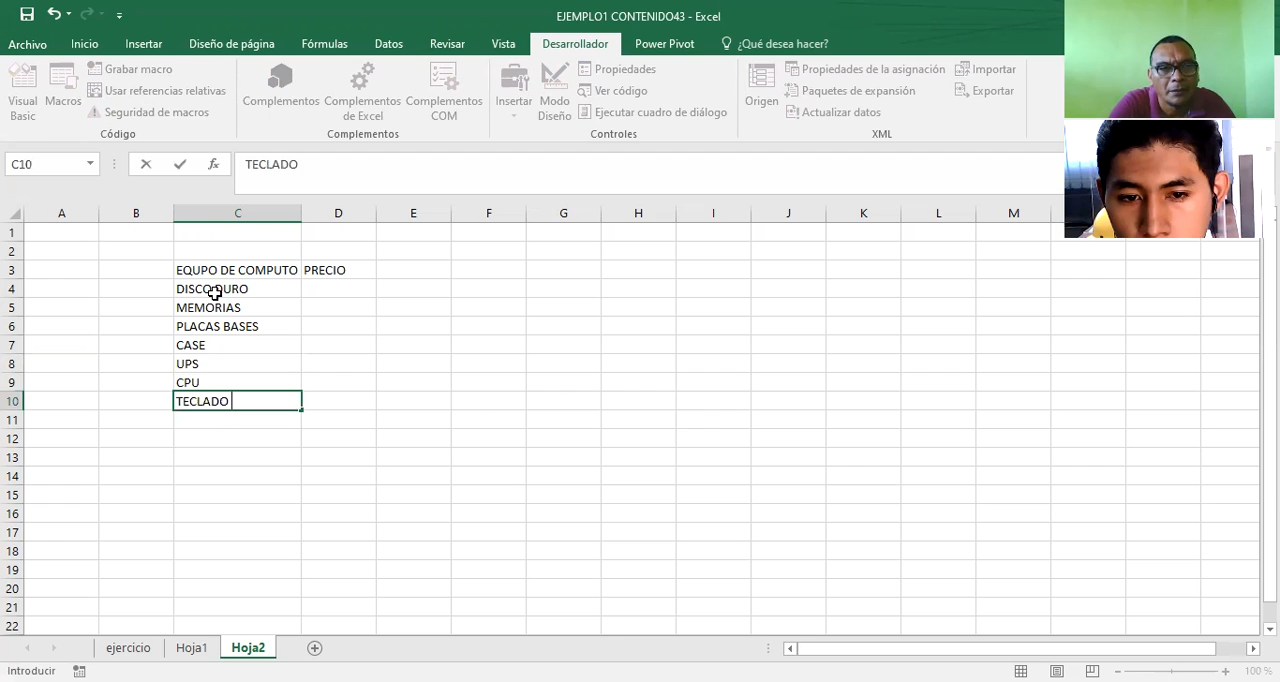 EJEMPLO1 CONTENIDO43 - Excel
Archivo Inicio Insertar Diseño de página Fórmulas Datos Revisar Vista Desarrollador Power Pivot ¿Qué desea hacer?
Visual Basic
Macros
Grabar macro
Usar referencias relativas
Seguridad de macros
Código
Complementos
Complementos de Excel
Complementos COM
Complementos
Insertar
Modo Diseño
Propiedades
Ver código
Ejecutar cuadro de diálogo
Controles
Origen
Propiedades de la asignación
Paquetes de expansión
Actualizar datos
Importar
Exportar
XML
C10 fx TECLADO
A B C D E F G H I J K L M
1
2
3 EQUPO DE COMPUTO PRECIO
4 DISCO DURO
5 MEMORIAS
6 PLACAS BASES
7 CASE
8 UPS
9 CPU
10 TECLADO
11
12
13
14
15
16
17
18
19
20
21
22
ejercicio Hoja1 Hoja2
Introducir 100 %